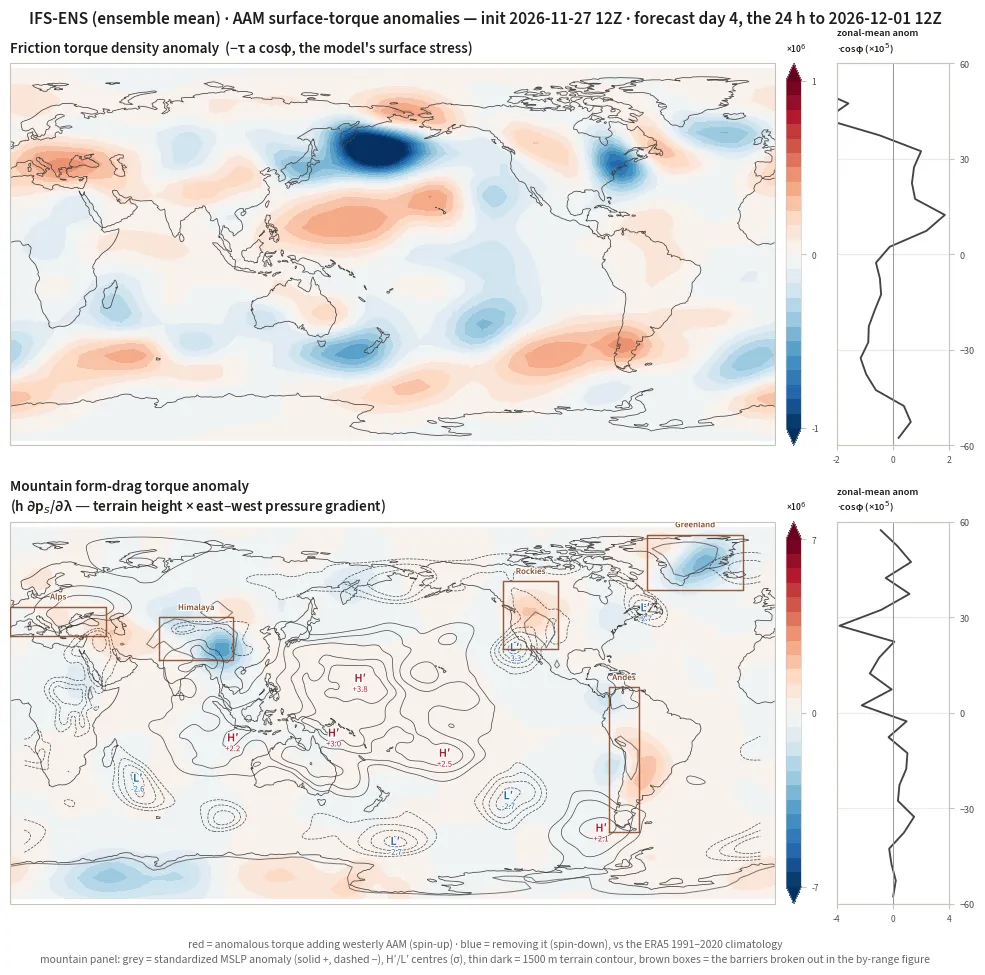 IFS-ENS (ensemble mean) · AAM surface-torque anomalies — init 2026-11-27 12Z · forecast day 4, the 24 h to 2026-12-01 12Z
Friction torque density anomaly (−τ a cosφ, the model's surface stress)
×10⁶
zonal-mean anom
·cosφ (×10⁵)
1
0
-1
60
30
0
−30
−60
-2
0
2
Mountain form-drag torque anomaly
(h ∂pₛ/∂λ — terrain height × east–west pressure gradient)
×10⁶
zonal-mean anom
·cosφ (×10⁵)
Greenland
Rockies
Alps
Himalaya
Andes
L'
L'
H'
+3.8
H'
+2.2
H'
+3.0
H'
+2.5
L'
-2.6
L'
-2.7
H'
+2.1
L'
-2.7
7
0
-7
60
30
0
−30
−60
-4
0
4
red = anomalous torque adding westerly AAM (spin-up) · blue = removing it (spin-down), vs the ERA5 1991–2020 climatology
mountain panel: grey = standardized MSLP anomaly (solid +, dashed –), H'/L' centres (σ), thin dark = 1500 m terrain contour, brown boxes = the barriers broken out in the by-range figure